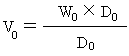 V₀ = W₀ × D₀ / D₀